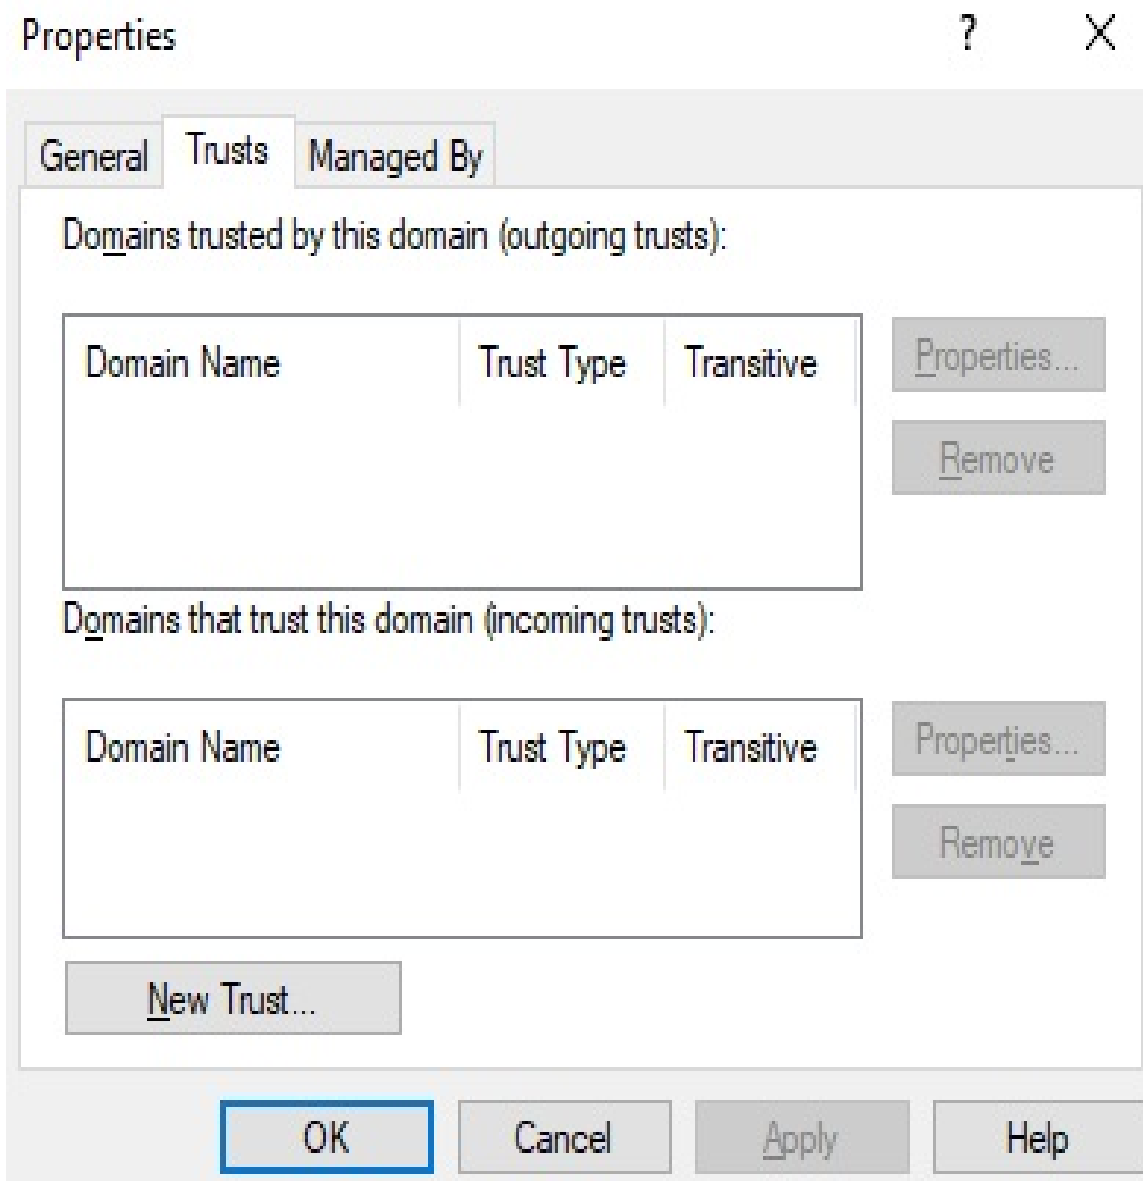 Properties ? X
General Trusts Managed By
Domains trusted by this domain (outgoing trusts):
Domain Name Trust Type Transitive
Properties...
Remove
Domains that trust this domain (incoming trusts):
Domain Name Trust Type Transitive
Properties...
Remove
New Trust...
OK Cancel Apply Help